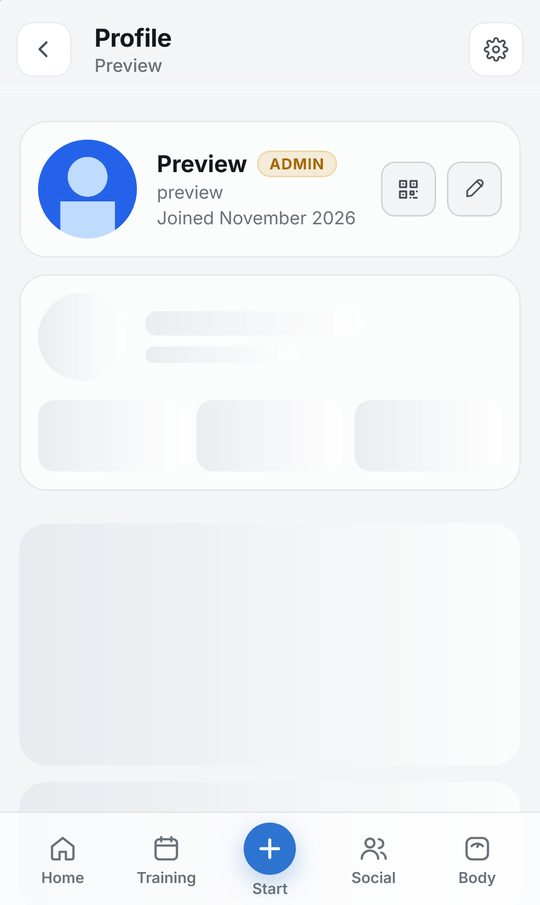 Profile
Preview
Preview ADMIN
preview
Joined November 2026
Home
Training
Start
Social
Body